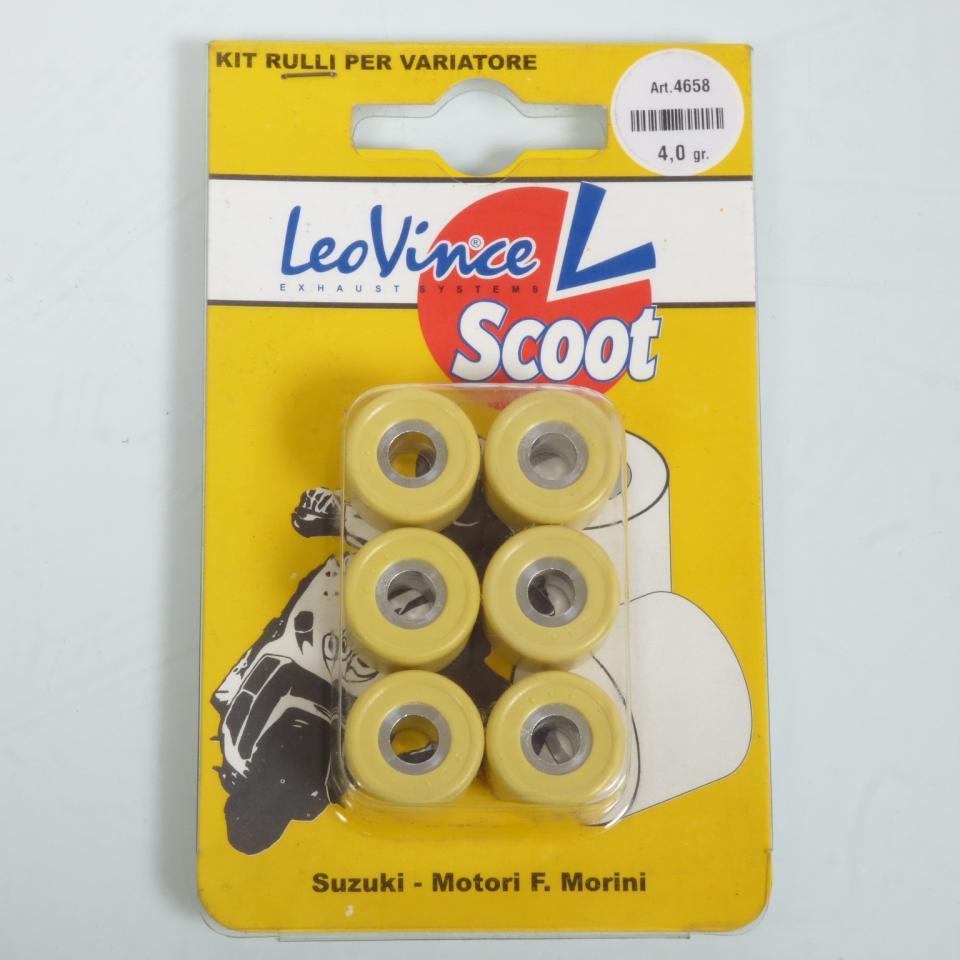 KIT RULLI PER VARIATORE
Art.4658
4,0 gr.
LeoVince®
EXHAUST SYSTEMS
L
Scoot
Suzuki - Motori F. Morini